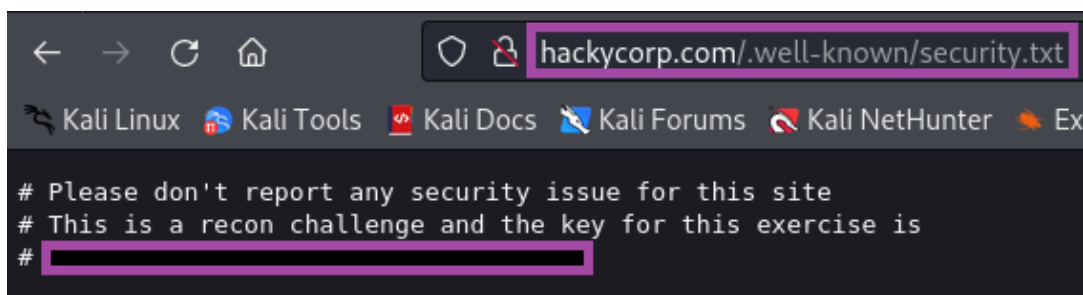 hackycorp.com/.well-known/security.txt
Kali Linux Kali Tools Kali Docs Kali Forums Kali NetHunter Ex
# Please don't report any security issue for this site
# This is a recon challenge and the key for this exercise is
#